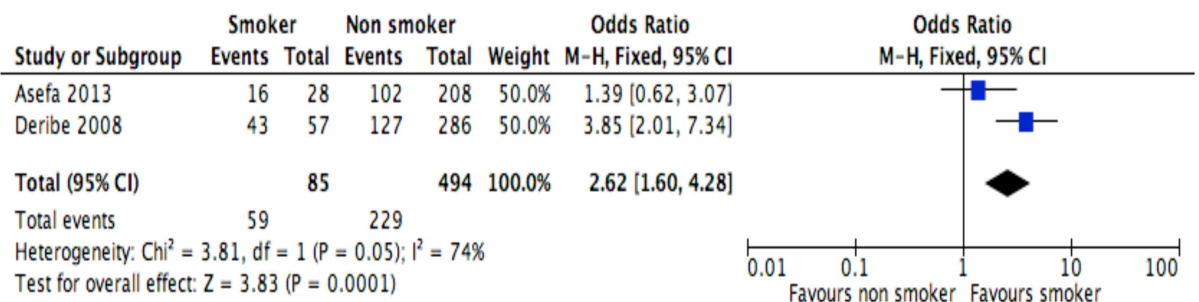 Smoker Non smoker Odds Ratio Odds Ratio
Study or Subgroup Events Total Events Total Weight M-H, Fixed, 95% CI M-H, Fixed, 95% CI
Asefa 2013 16 28 102 208 50.0% 1.39 [0.62, 3.07]
Deribe 2008 43 57 127 286 50.0% 3.85 [2.01, 7.34]
Total (95% CI) 85 494 100.0% 2.62 [1.60, 4.28]
Total events 59 229
Heterogeneity: Chi² = 3.81, df = 1 (P = 0.05); I² = 74%
Test for overall effect: Z = 3.83 (P = 0.0001)
0.01 0.1 1 10 100
Favours non smoker Favours smoker